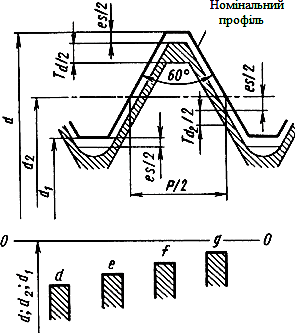 Номінальний
профіль
es/2
Td/2
60°
es/2
d
d2
d1
Td2/2
es/2
P/2
0 0
d; d2; d1
d e f g